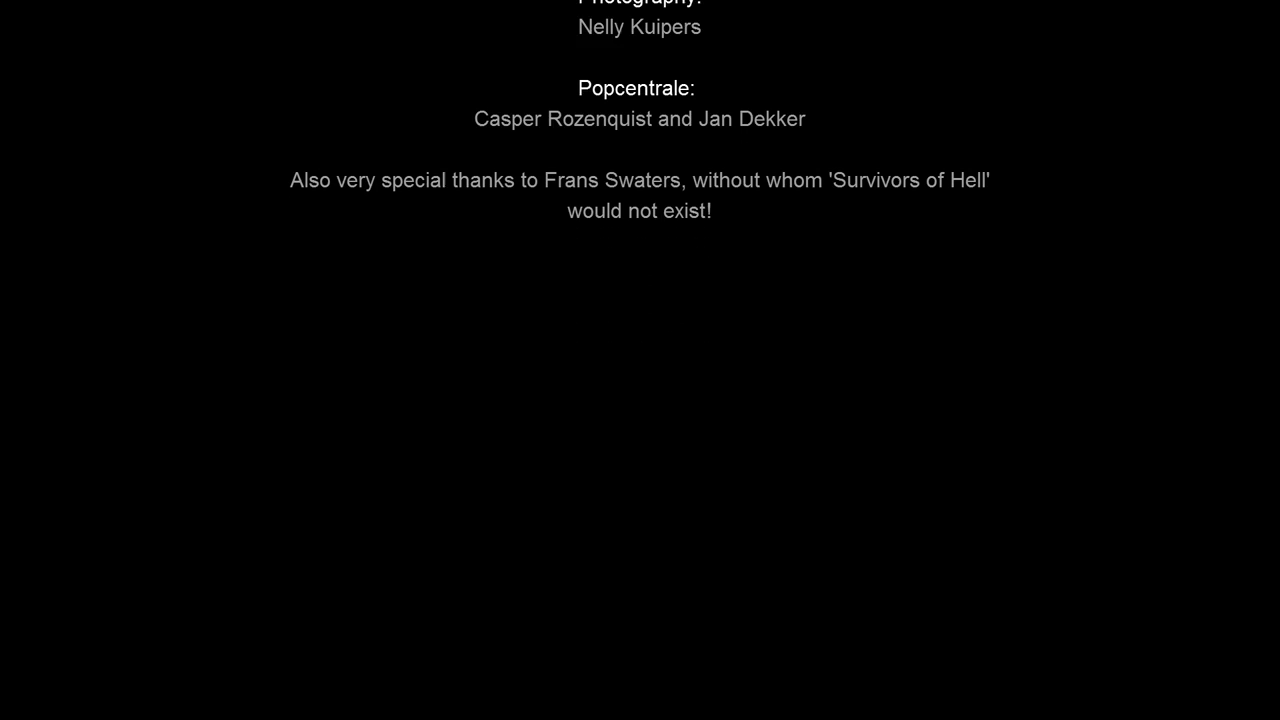 Photography:
Nelly Kuipers
Popcentrale:
Casper Rozenquist and Jan Dekker
Also very special thanks to Frans Swaters, without whom 'Survivors of Hell'
would not exist!